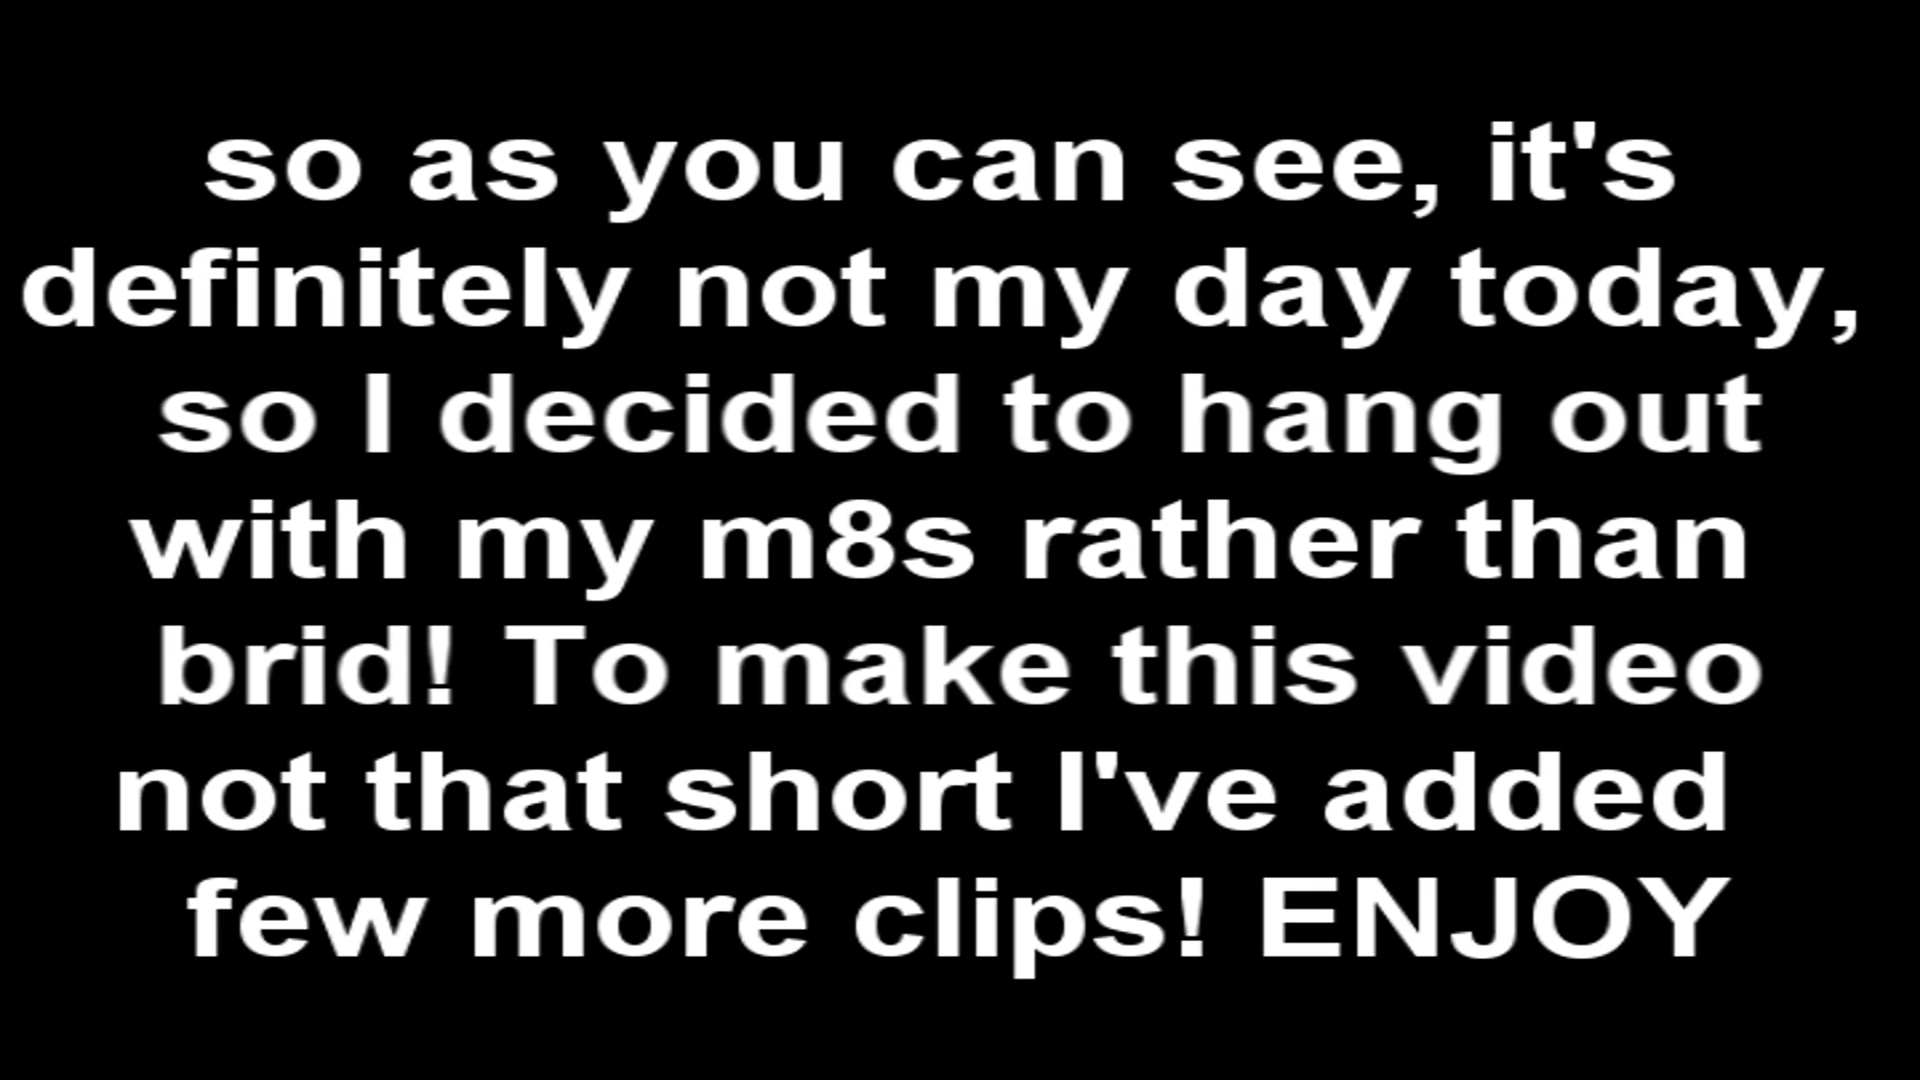 so as you can see, it's
definitely not my day today,
so I decided to hang out
with my m8s rather than
brid! To make this video
not that short I've added
few more clips! ENJOY